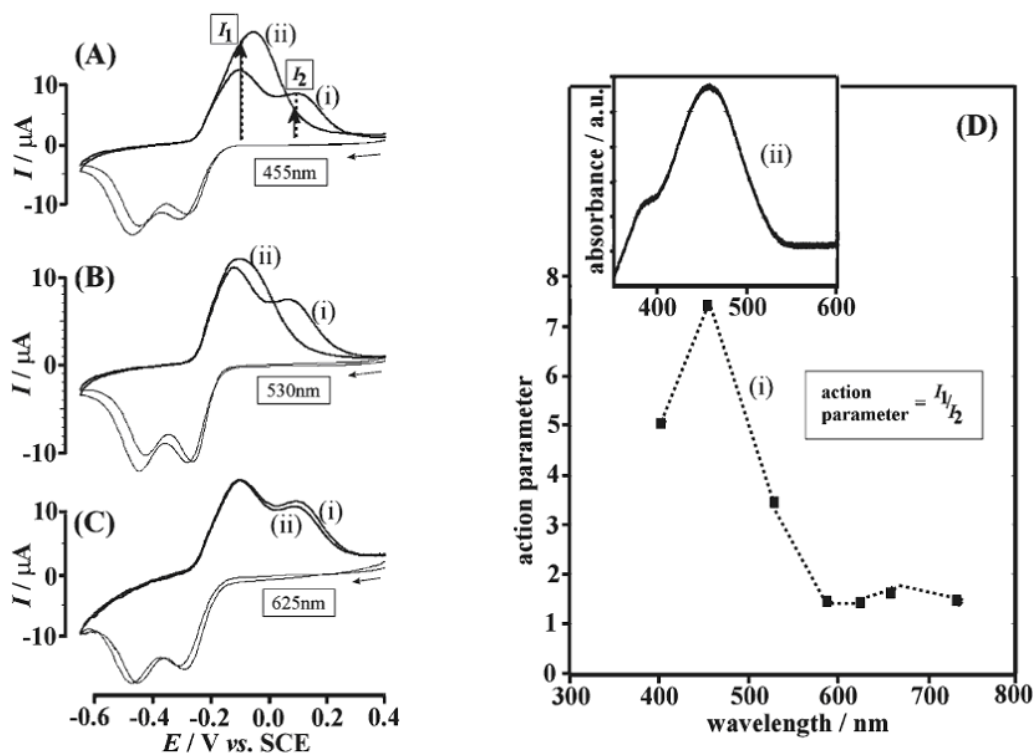 (A)
I₁
(ii)
I₂
(i)
10
0
-10
I / μA
455nm
(B)
(ii)
(i)
10
0
-10
I / μA
530nm
(C)
(i)
(ii)
10
0
-10
I / μA
625nm
-0.6 -0.4 -0.2 0.0 0.2 0.4
E / V vs. SCE
(D)
absorbance / a.u.
(ii)
400 500 600
8
7
6
5
4
3
2
1
0
action parameter
(i)
action parameter = I₁/I₂
300 400 500 600 700 800
wavelength / nm